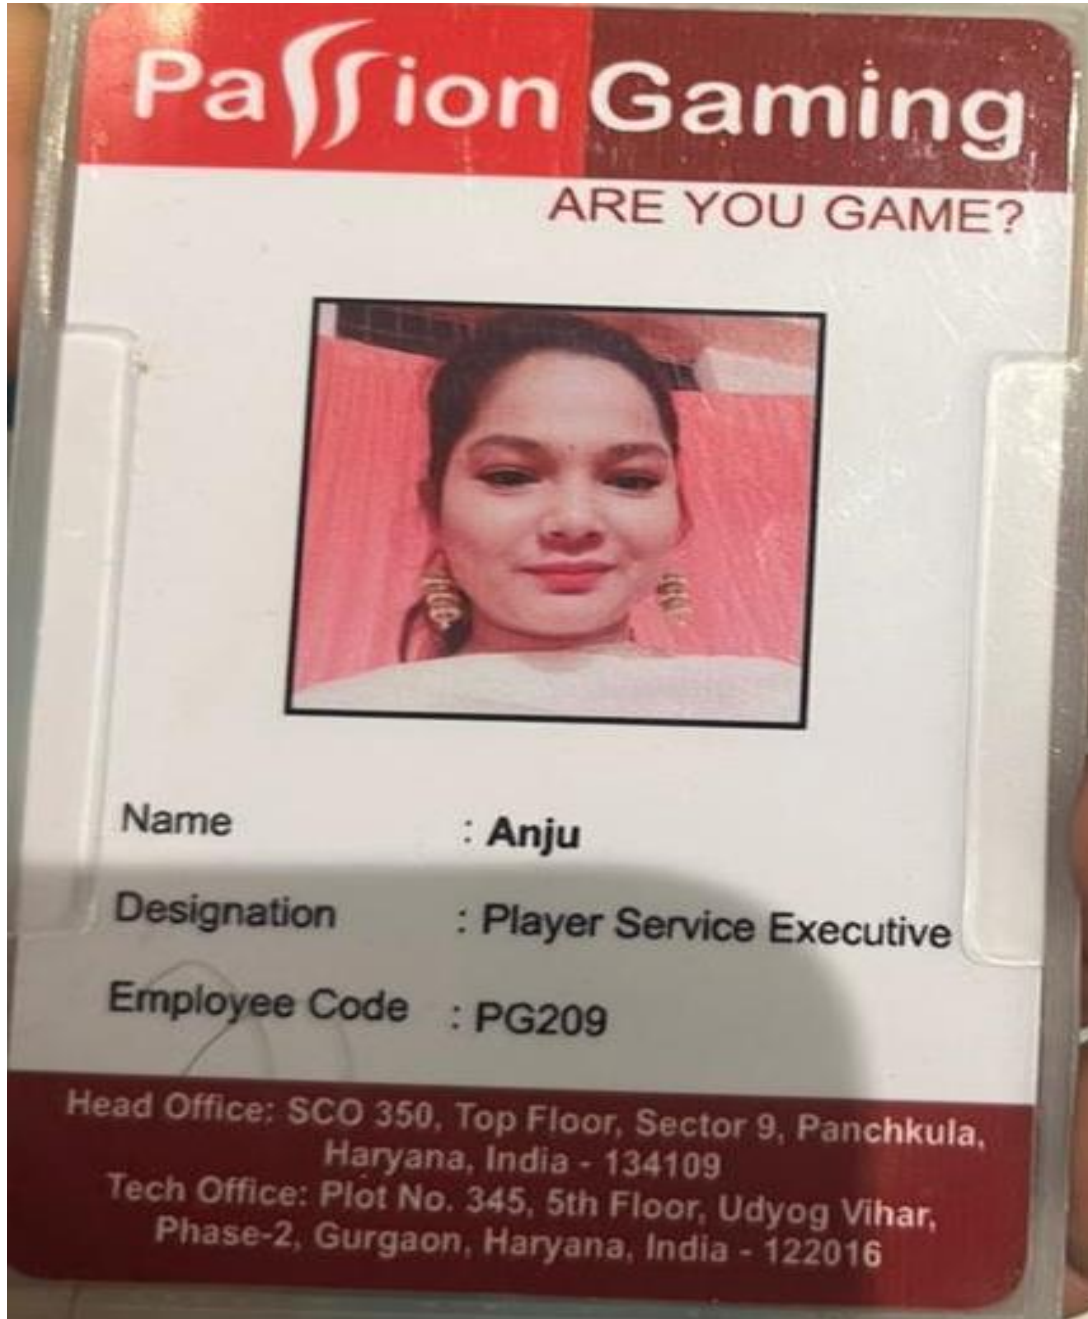 Passion Gaming
ARE YOU GAME?
Name : Anju
Designation : Player Service Executive
Employee Code : PG209
Head Office: SCO 350, Top Floor, Sector 9, Panchkula,
Haryana, India - 134109
Tech Office: Plot No. 345, 5th Floor, Udyog Vihar,
Phase-2, Gurgaon, Haryana, India - 122016